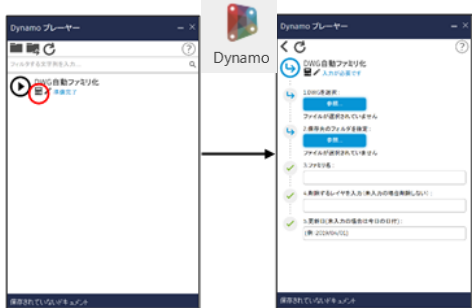 Dynamo プレーヤー
フィルタする文字列を入力...
DWG自動ファミリ化
準備完了
保存されていないドキュメント
Dynamo
Dynamo プレーヤー
DWG自動ファミリ化
入力が必要です
1.DWGを選択:
参照...
ファイルが選択されていません
2.保存先のフォルダを指定:
参照...
ファイルが選択されていません
3.ファミリ名:
4.削除するレイヤを入力(未入力の場合削除しない):
5.更新日(未入力の場合は今日の日付):
(例: 2024/04/01)
保存されていないドキュメント